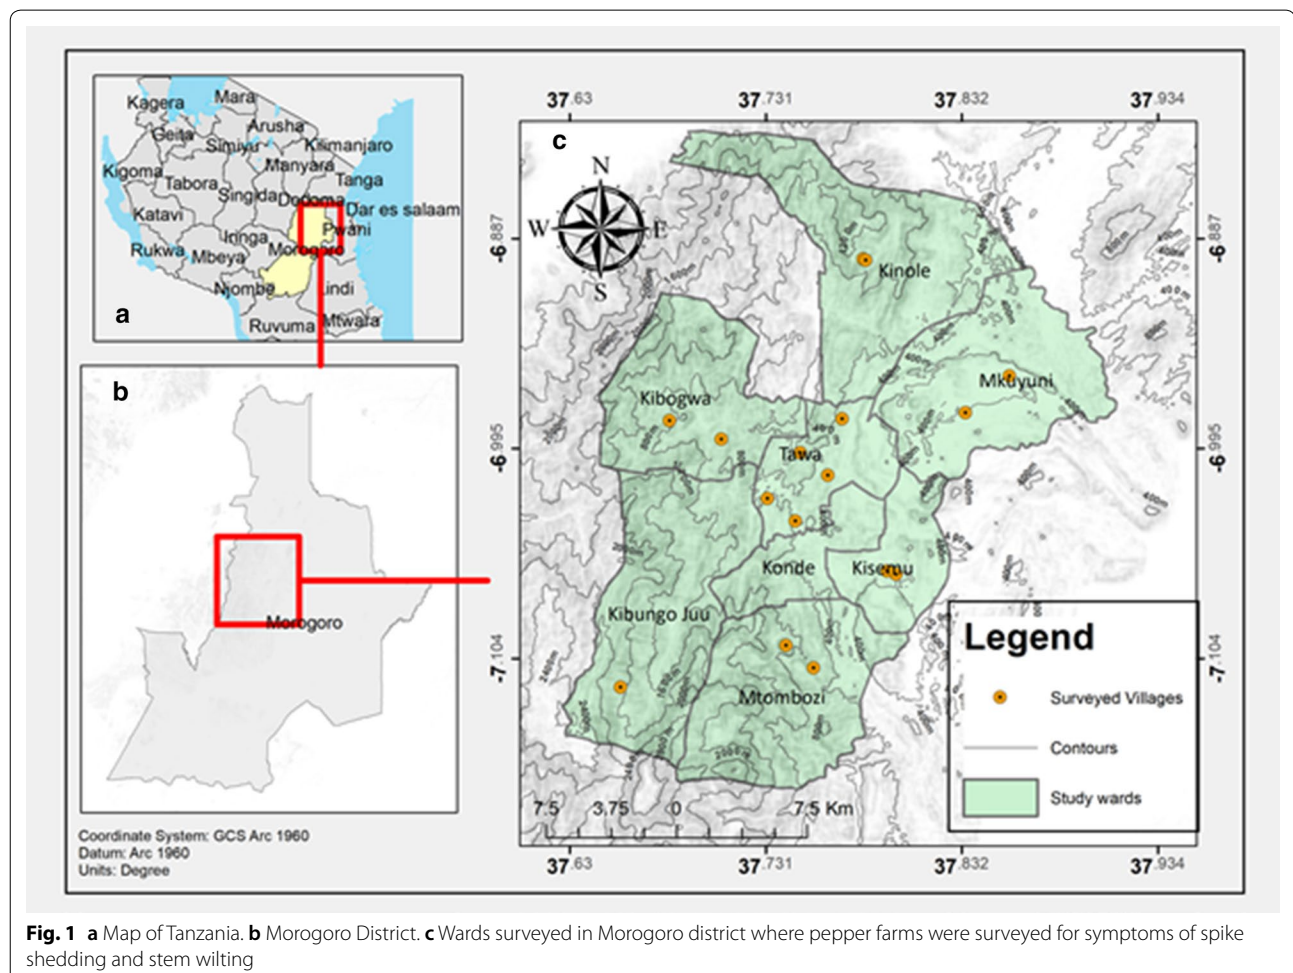 37.63 37.731 37.832 37.934
c
N
W E
S
-6.887 -6.887
-6.995 -6.995
-7.104 -7.104
Kinole
Mkuyuni
Kibogwa
Tawa
Konde Kisemu
Kibungo Juu
Mtombozi
7.5 3.75 0 7.5 Km
37.63 37.731 37.832 37.934
Legend
Surveyed Villages
Contours
Study wards
Kagera
Mara
Geita
Arusha
Simiyu
Kilimanjaro
Kigoma
Manyara
Tabora
Tanga
Singida
Dodoma
Dar es salaam
Katavi
Pwani
Iringa
Rukwa
Mbeya
Morogoro
Njombe
Lindi
Ruvuma
Mtwara
a
b
Morogoro
Coordinate System: GCS Arc 1960
Datum: Arc 1960
Units: Degree
Fig. 1 a Map of Tanzania. b Morogoro District. c Wards surveyed in Morogoro district where pepper farms were surveyed for symptoms of spike
shedding and stem wilting